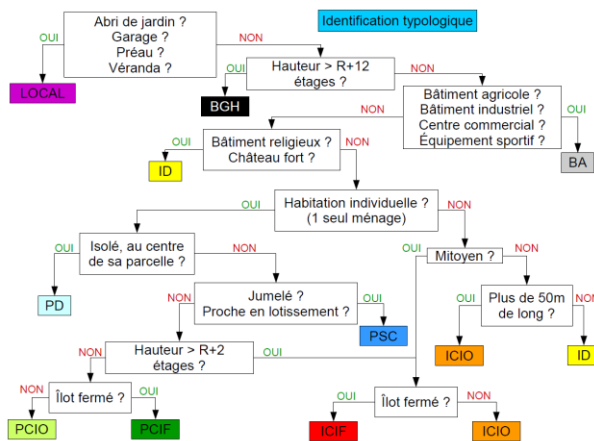 Identification typologique
Abri de jardin ?
Garage ?
Préau ?
Véranda ?
OUI
NON
LOCAL
Hauteur > R+12
étages ?
OUI
NON
BGH
Bâtiment agricole ?
Bâtiment industriel ?
Centre commercial ?
Équipement sportif ?
NON
OUI
BA
Bâtiment religieux ?
Château fort ?
OUI
NON
ID
Habitation individuelle ?
(1 seul ménage)
OUI
NON
Isolé, au centre
de sa parcelle ?
OUI
NON
PD
Mitoyen ?
OUI
NON
Jumelé ?
Proche en lotissement ?
NON
OUI
PSC
Plus de 50m
de long ?
OUI
NON
ICIO
ID
Hauteur > R+2
étages ?
NON
OUI
Îlot fermé ?
NON
OUI
PCIO
PCIF
Îlot fermé ?
OUI
NON
ICIF
ICIO